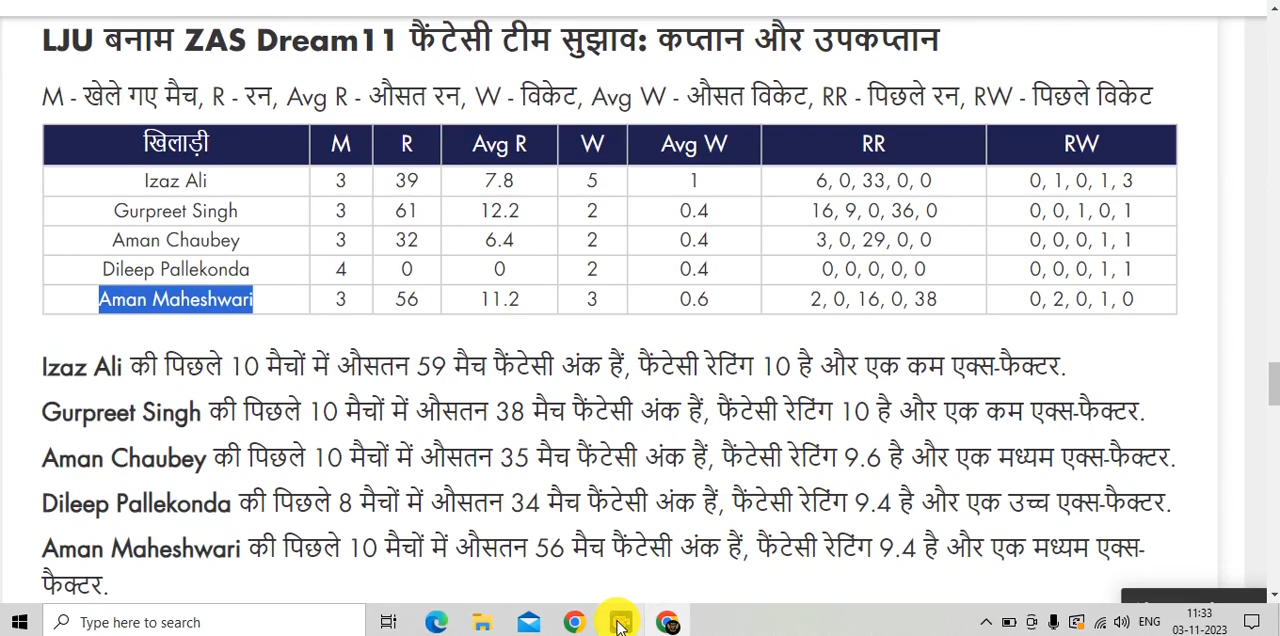 LJU बनाम ZAS Dream11 फैंटेसी टीम सुझाव: कप्तान और उपकप्तान
M - खेले गए मैच, R - रन, Avg R - औसत रन, W - विकेट, Avg W - औसत विकेट, RR - पिछले रन, RW - पिछले विकेट
खिलाड़ी M R Avg R W Avg W RR RW
Izaz Ali 3 39 7.8 5 1 6, 0, 33, 0, 0 0, 1, 0, 1, 3
Gurpreet Singh 3 61 12.2 2 0.4 16, 9, 0, 36, 0 0, 0, 1, 0, 1
Aman Chaubey 3 32 6.4 2 0.4 3, 0, 29, 0, 0 0, 0, 0, 1, 1
Dileep Pallekonda 4 0 0 2 0.4 0, 0, 0, 0, 0 0, 0, 0, 1, 1
Aman Maheshwari 3 56 11.2 3 0.6 2, 0, 16, 0, 38 0, 2, 0, 1, 0
Izaz Ali की पिछले 10 मैचों में औसतन 59 मैच फैंटेसी अंक हैं, फैंटेसी रेटिंग 10 है और एक कम एक्स-फैक्टर.
Gurpreet Singh की पिछले 10 मैचों में औसतन 38 मैच फैंटेसी अंक हैं, फैंटेसी रेटिंग 10 है और एक कम एक्स-फैक्टर.
Aman Chaubey की पिछले 10 मैचों में औसतन 35 मैच फैंटेसी अंक हैं, फैंटेसी रेटिंग 9.6 है और एक मध्यम एक्स-फैक्टर.
Dileep Pallekonda की पिछले 8 मैचों में औसतन 34 मैच फैंटेसी अंक हैं, फैंटेसी रेटिंग 9.4 है और एक उच्च एक्स-फैक्टर.
Aman Maheshwari की पिछले 10 मैचों में औसतन 56 मैच फैंटेसी अंक हैं, फैंटेसी रेटिंग 9.4 है और एक मध्यम एक्स-
फैक्टर.
Type here to search ENG 11:33
03-11-2023